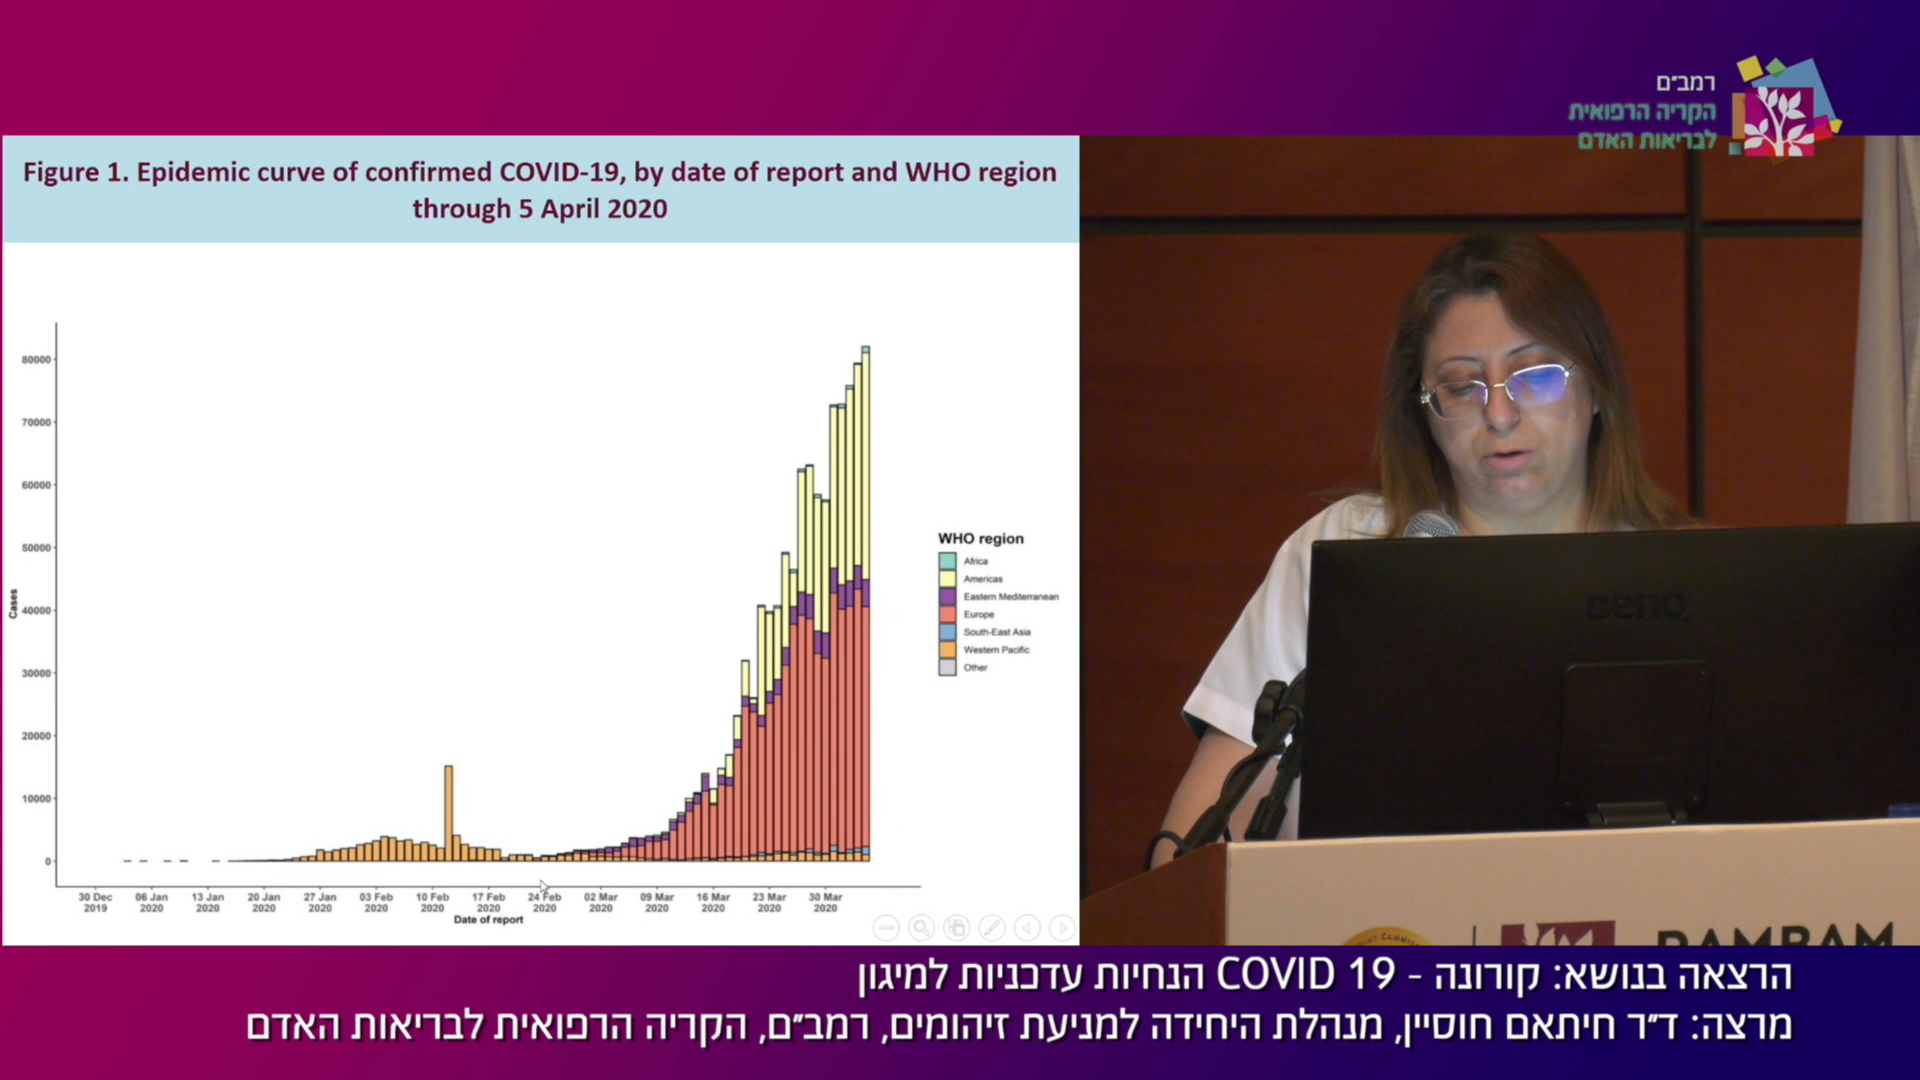 רמב״ם
הקריה הרפואית
לבריאות האדם
Figure 1. Epidemic curve of confirmed COVID-19, by date of report and WHO region
through 5 April 2020
80000
70000
60000
50000
40000
30000
20000
10000
0
Cases
30 Dec 06 Jan 13 Jan 20 Jan 27 Jan 03 Feb 10 Feb 17 Feb 24 Feb 02 Mar 09 Mar 16 Mar 23 Mar 30 Mar
2019 2020 2020 2020 2020 2020 2020 2020 2020 2020 2020 2020 2020 2020
Date of report
WHO region
Africa
Americas
Eastern Mediterranean
Europe
South-East Asia
Western Pacific
Other
BenQ
RAMBAM
הרצאה בנושא: קורונה - COVID 19 הנחיות עדכניות למיגון
מרצה: ד״ר חיתאם חוסיין, מנהלת היחידה למניעת זיהומים, רמב״ם, הקריה הרפואית לבריאות האדם